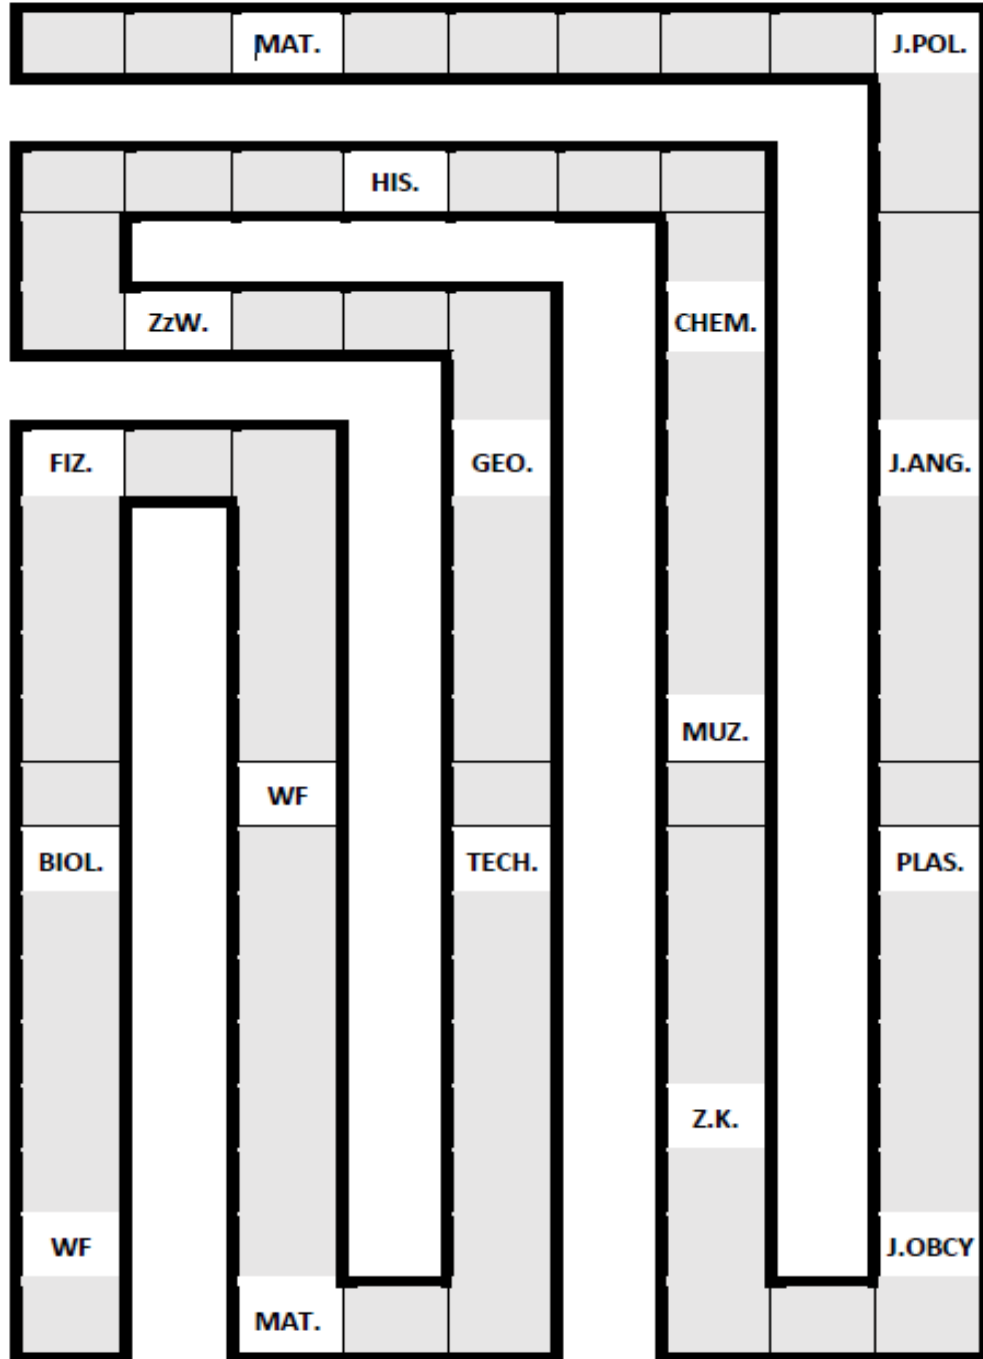 MAT.
J.POL.
HIS.
ZzW.
CHEM.
FIZ.
GEO.
J.ANG.
MUZ.
WF
BIOL.
TECH.
PLAS.
Z.K.
WF
J.OBCY
MAT.